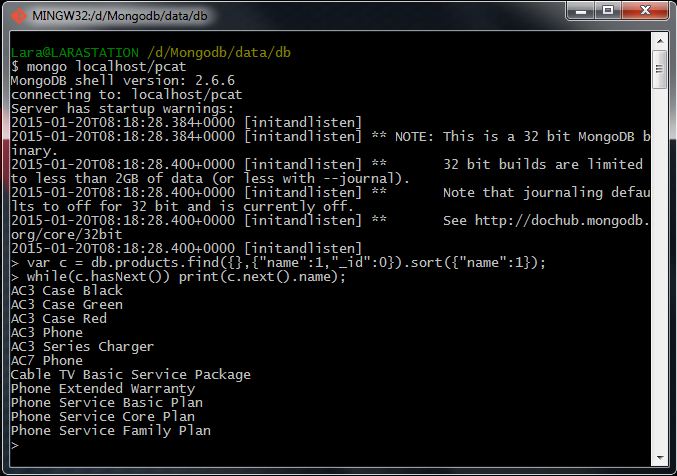 MINGW32:/d/Mongodb/data/db
Lara@LARASTATION /d/Mongodb/data/db
$ mongo localhost/pcat
MongoDB shell version: 2.6.6
connecting to: localhost/pcat
Server has startup warnings:
2015-01-20T08:18:28.384+0000 [initandlisten]
2015-01-20T08:18:28.384+0000 [initandlisten] ** NOTE: This is a 32 bit MongoDB b
inary.
2015-01-20T08:18:28.400+0000 [initandlisten] **       32 bit builds are limited
to less than 2GB of data (or less with --journal).
2015-01-20T08:18:28.400+0000 [initandlisten] **       Note that journaling defau
lts to off for 32 bit and is currently off.
2015-01-20T08:18:28.400+0000 [initandlisten] **       See http://dochub.mongodb.
org/core/32bit
2015-01-20T08:18:28.400+0000 [initandlisten]
> var c = db.products.find({},{"name":1,"_id":0}).sort({"name":1});
> while(c.hasNext()) print(c.next().name);
AC3 Case Black
AC3 Case Green
AC3 Case Red
AC3 Phone
AC3 Series Charger
AC7 Phone
Cable TV Basic Service Package
Phone Extended Warranty
Phone Service Basic Plan
Phone Service Core Plan
Phone Service Family Plan
>